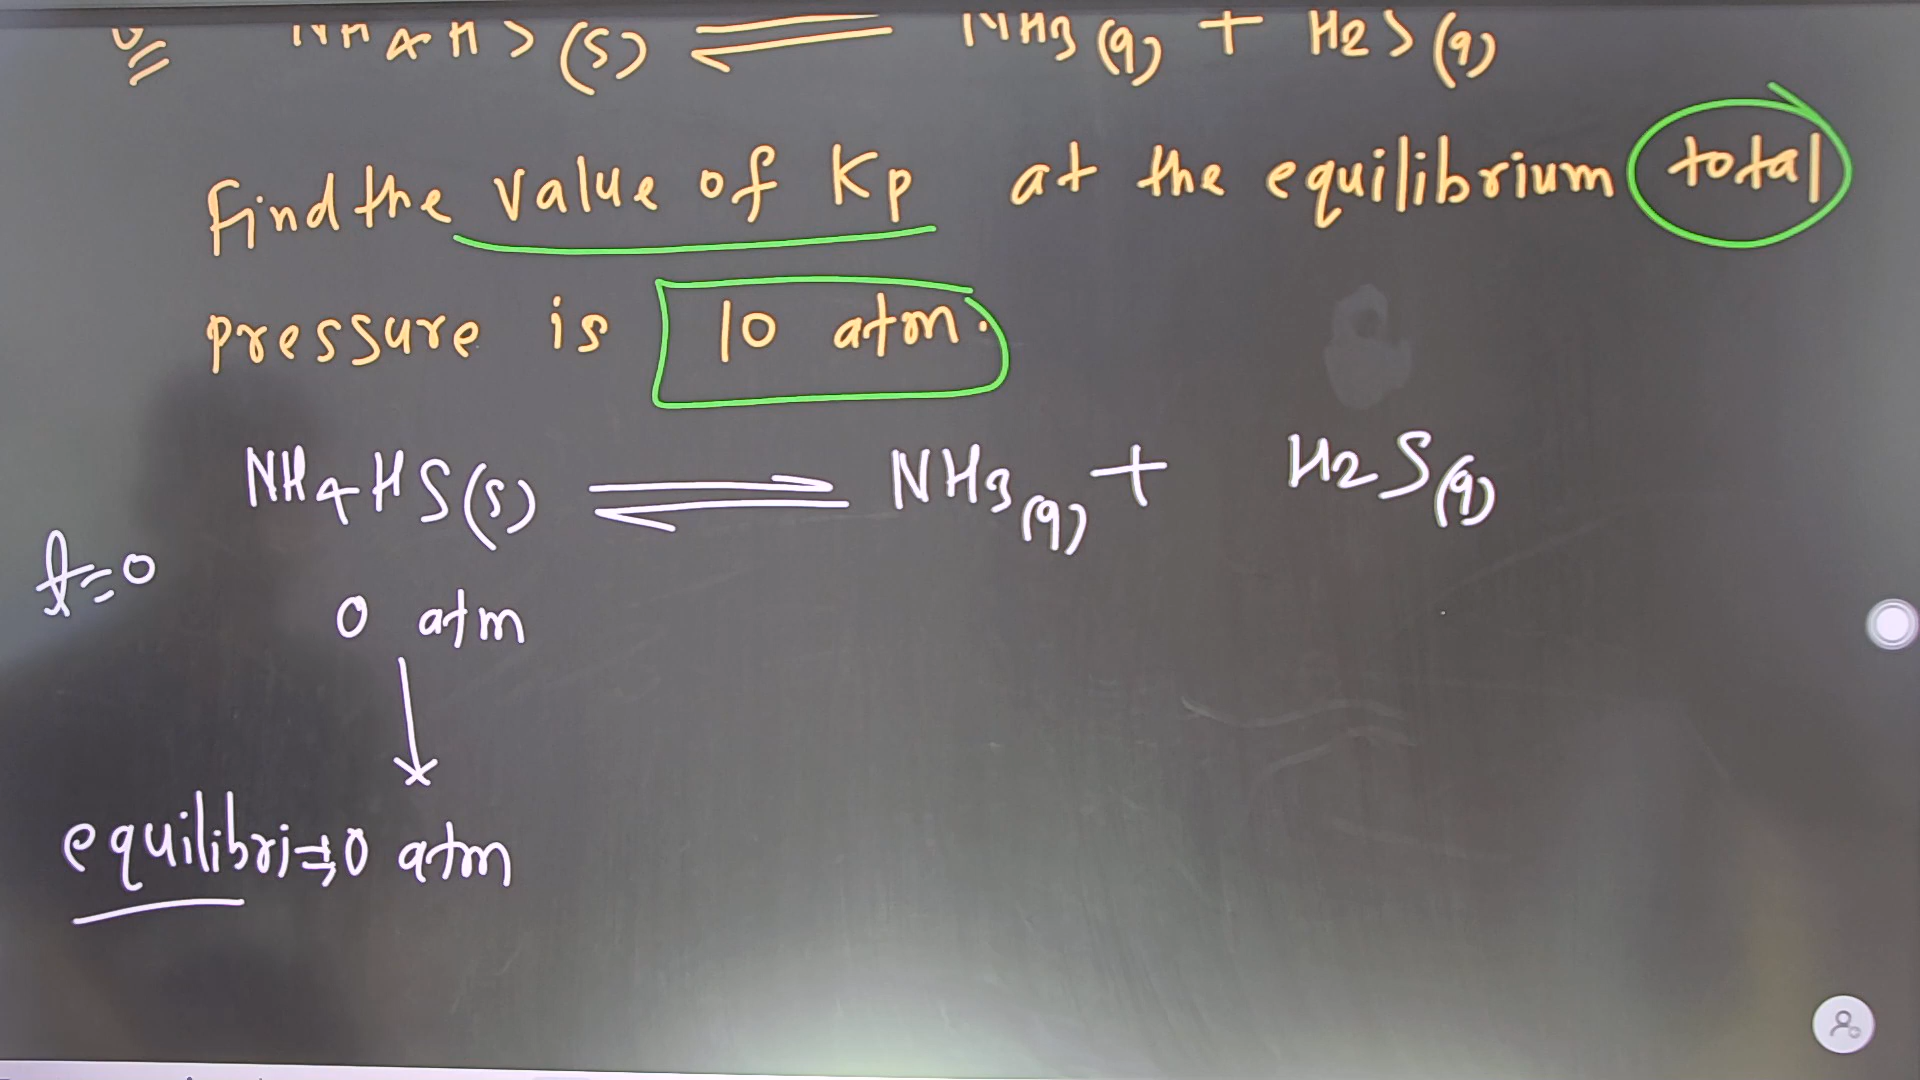 NH4HS(s) ⇌ NH3(g) + H2S(g)
Find the value of Kp at the equilibrium total
pressure is 10 atm.
NH4HS(s) ⇌ NH3(g) + H2S(g)
t=0
0 atm
↓
equilibri⇒0 atm